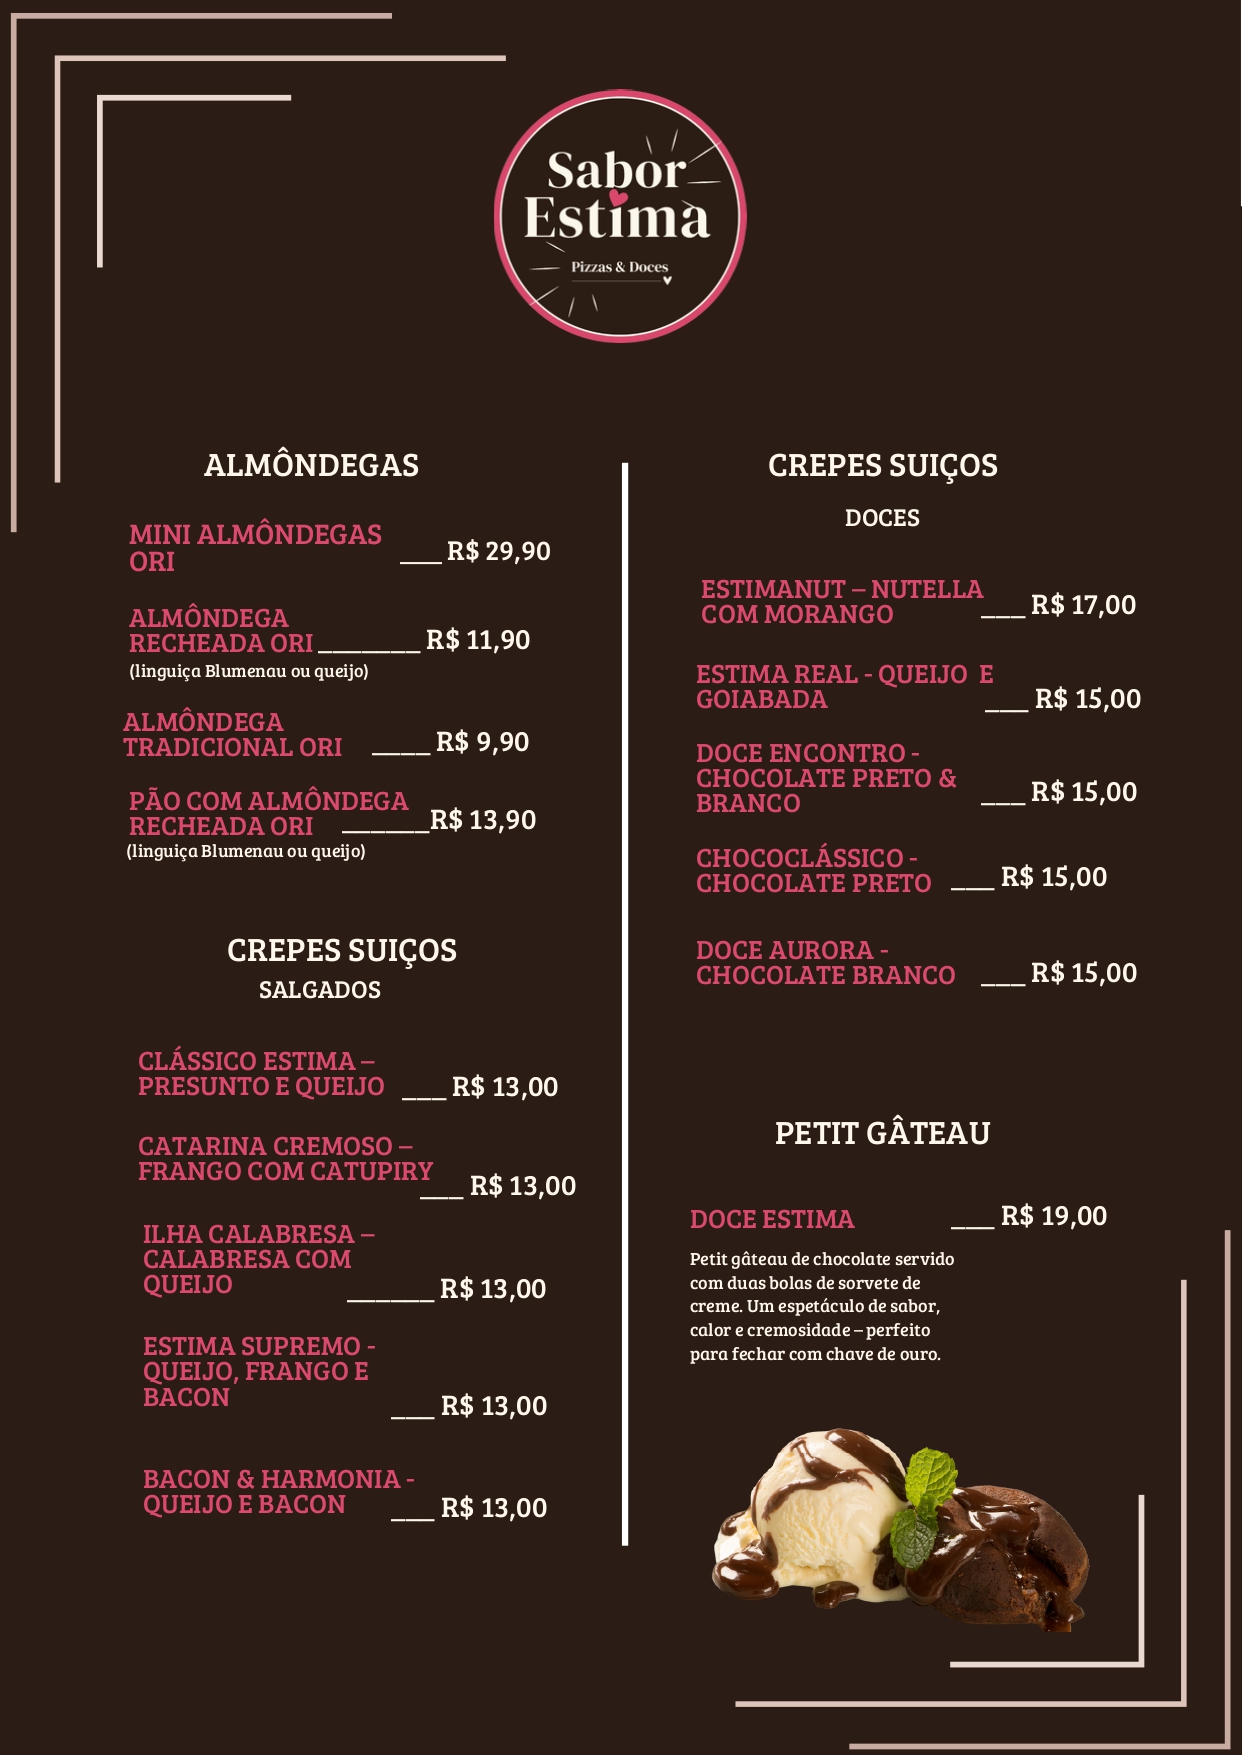 Sabor
Estima
Pizzas & Doces
ALMÔNDEGAS
MINI ALMÔNDEGAS
ORI ___ R$ 29,90
ALMÔNDEGA
RECHEADA ORI _______ R$ 11,90
(linguiça Blumenau ou queijo)
ALMÔNDEGA
TRADICIONAL ORI ____ R$ 9,90
PÃO COM ALMÔNDEGA
RECHEADA ORI ______R$ 13,90
(linguiça Blumenau ou queijo)
CREPES SUIÇOS
SALGADOS
CLÁSSICO ESTIMA –
PRESUNTO E QUEIJO ___ R$ 13,00
CATARINA CREMOSO –
FRANGO COM CATUPIRY
___ R$ 13,00
ILHA CALABRESA –
CALABRESA COM
QUEIJO ______ R$ 13,00
ESTIMA SUPREMO -
QUEIJO, FRANGO E
BACON ___ R$ 13,00
BACON & HARMONIA -
QUEIJO E BACON ___ R$ 13,00
CREPES SUIÇOS
DOCES
ESTIMANUT – NUTELLA
COM MORANGO ___ R$ 17,00
ESTIMA REAL - QUEIJO E
GOIABADA ___ R$ 15,00
DOCE ENCONTRO -
CHOCOLATE PRETO &
BRANCO ___ R$ 15,00
CHOCOCLÁSSICO -
CHOCOLATE PRETO ___ R$ 15,00
DOCE AURORA -
CHOCOLATE BRANCO ___ R$ 15,00
PETIT GÂTEAU
DOCE ESTIMA ___ R$ 19,00
Petit gâteau de chocolate servido
com duas bolas de sorvete de
creme. Um espetáculo de sabor,
calor e cremosidade – perfeito
para fechar com chave de ouro.